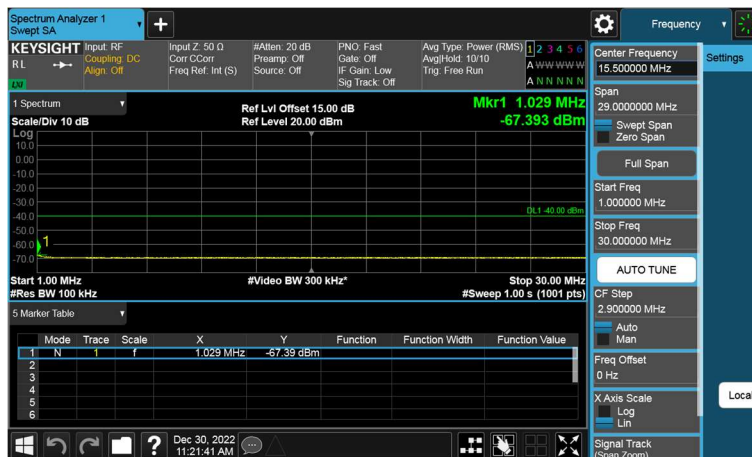 Spectrum Analyzer 1
Swept SA
Frequency
KEYSIGHT
RL
LXI
Input: RF
Coupling: DC
Align: Off
Input Z: 50 Ω
Corr CCorr
Freq Ref: Int (S)
#Atten: 20 dB
Preamp: Off
Source: Off
PNO: Fast
Gate: Off
IF Gain: Low
Sig Track: Off
Avg Type: Power (RMS)
Avg|Hold: 10/10
Trig: Free Run
1 2 3 4 5 6
A W W W W W
A N N N N N
1 Spectrum
Scale/Div 10 dB
Ref Lvl Offset 15.00 dB
Ref Level 20.00 dBm
Mkr1 1.029 MHz
-67.393 dBm
Log
10.0
0.00
-10.0
-20.0
-30.0
-40.0
-50.0
-60.0
-70.0
DL1 -40.00 dBm
1
Start 1.00 MHz
#Res BW 100 kHz
#Video BW 300 kHz*
Stop 30.00 MHz
#Sweep 1.00 s (1001 pts)
5 Marker Table
Mode Trace Scale X Y Function Function Width Function Value
1 N 1 f 1.029 MHz -67.39 dBm
2
3
4
5
6
Dec 30, 2022
11:21:41 AM
Center Frequency
15.500000 MHz
Settings
Span
29.0000000 MHz
Swept Span
Zero Span
Full Span
Start Freq
1.000000 MHz
Stop Freq
30.000000 MHz
AUTO TUNE
CF Step
2.900000 MHz
Auto
Man
Freq Offset
0 Hz
X Axis Scale
Log
Lin
Local
Signal Track
(Span Zoom)